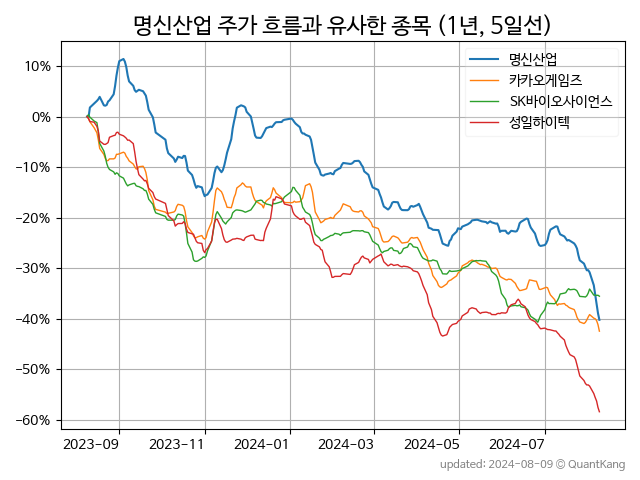 명신산업 주가 흐름과 유사한 종목 (1년, 5일선)
명신산업
카카오게임즈
SK바이오사이언스
성일하이텍
10%
0%
−10%
−20%
−30%
−40%
−50%
−60%
2023-09 2023-11 2024-01 2024-03 2024-05 2024-07
updated: 2024-08-09 © QuantKang